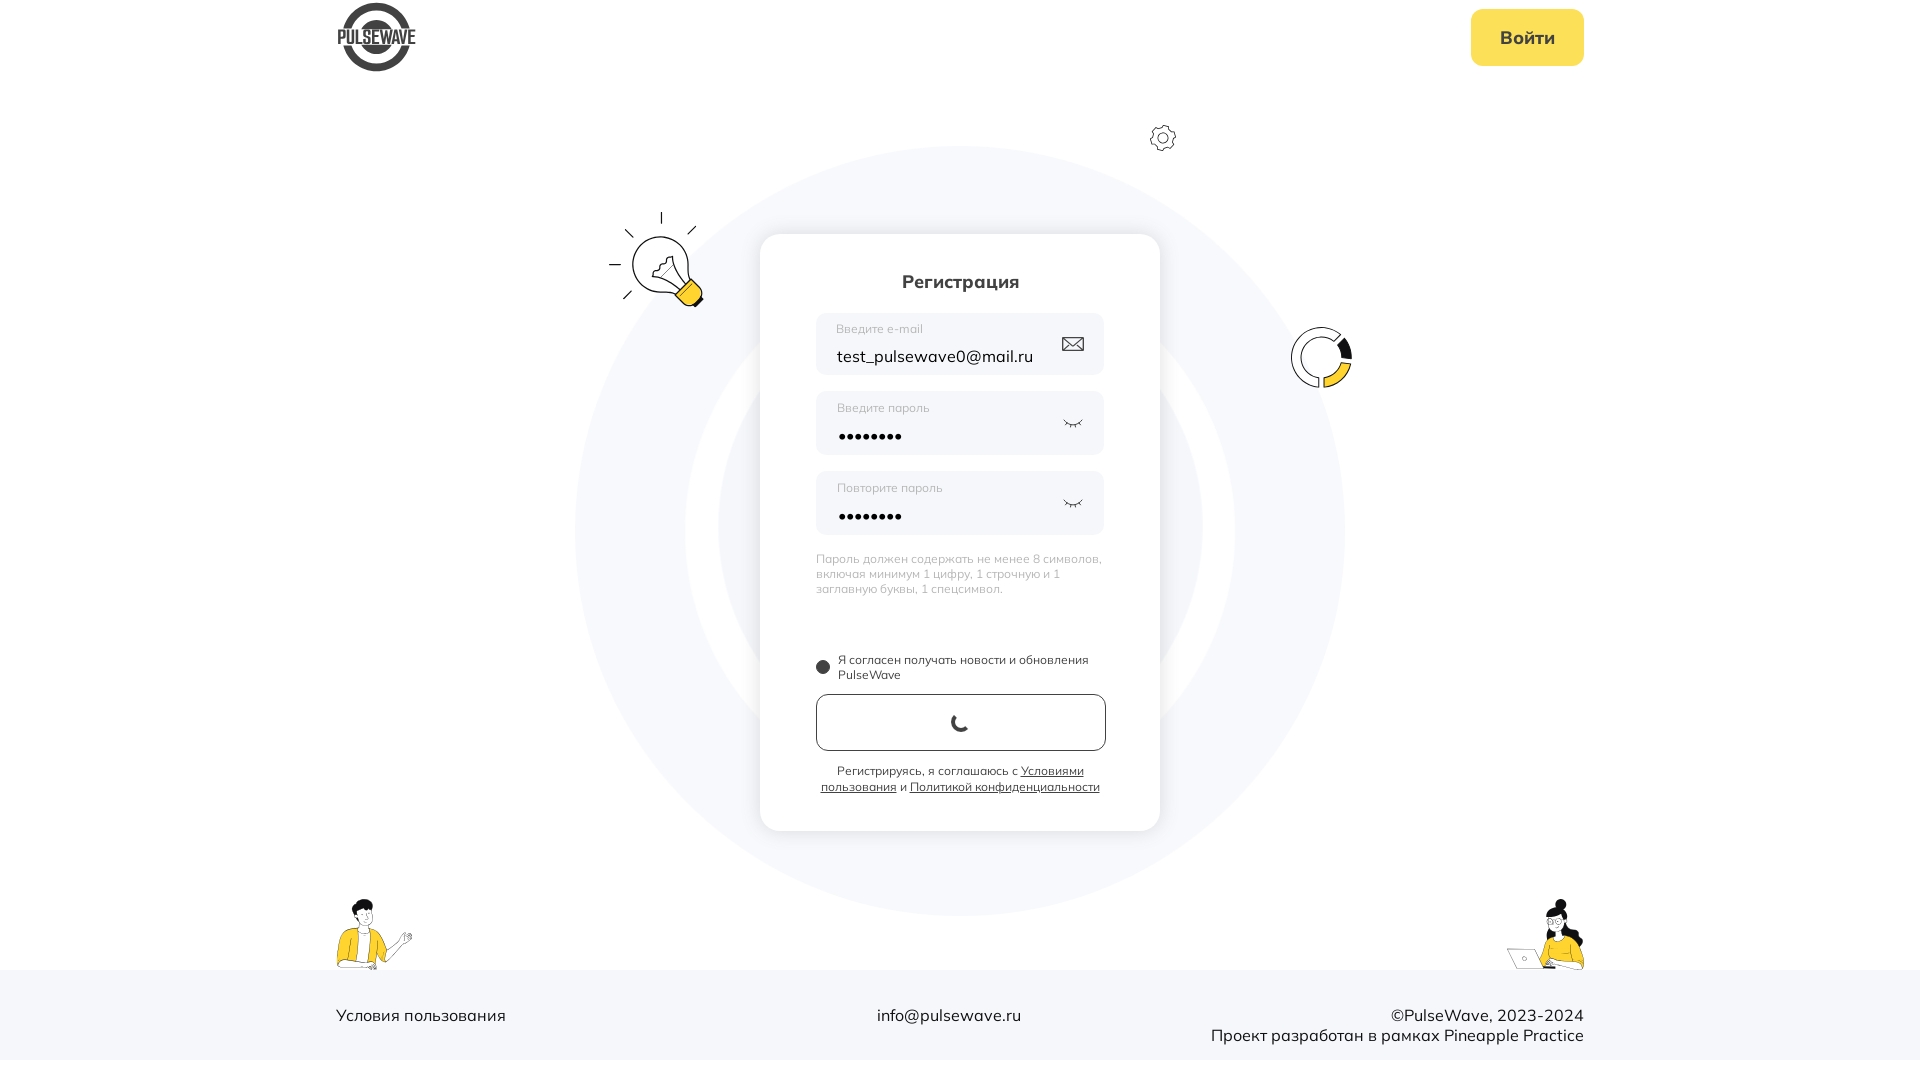 PULSEWAVE
Войти
Регистрация
Введите e-mail
test_pulsewave0@mail.ru
Введите пароль
••••••••
Повторите пароль
••••••••
Пароль должен содержать не менее 8 символов,
включая минимум 1 цифру, 1 строчную и 1
заглавную буквы, 1 спецсимвол.
Я согласен получать новости и обновления
PulseWave
Регистрируясь, я соглашаюсь с Условиями
пользования и Политикой конфиденциальности
Условия пользования
info@pulsewave.ru
©PulseWave, 2023-2024
Проект разработан в рамках Pineapple Practice